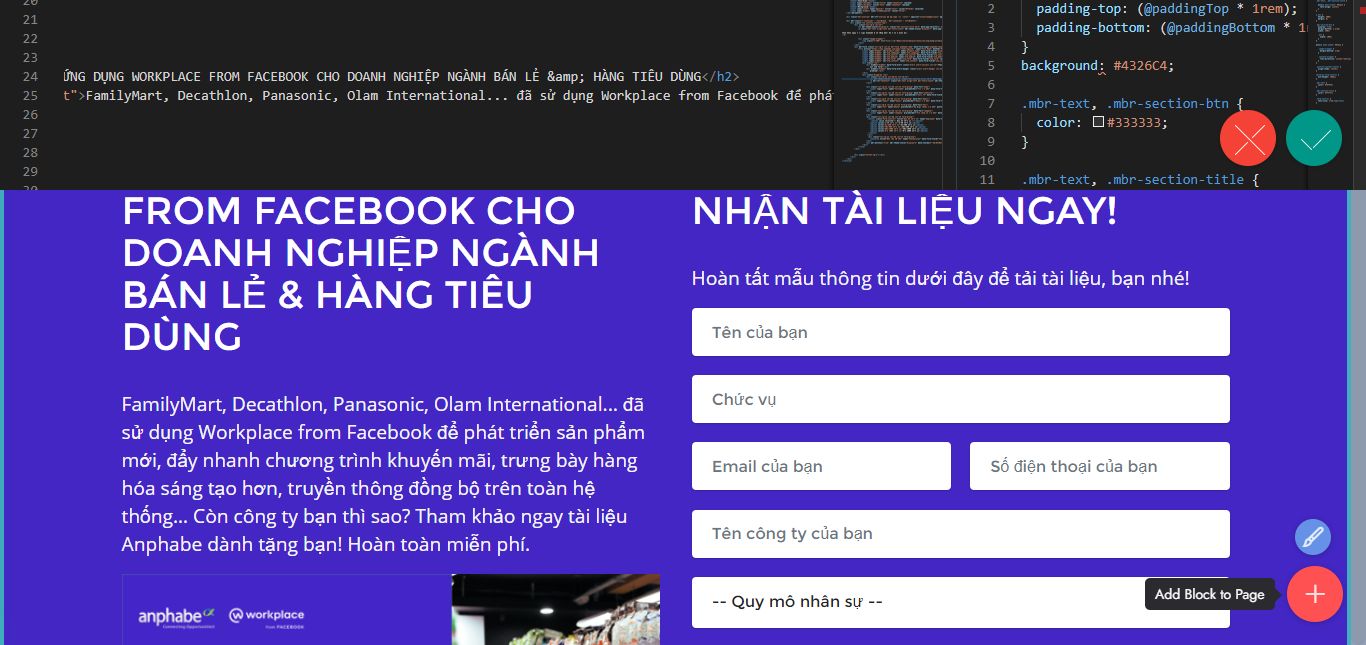 20
21
22
23
24 ỨNG DỤNG WORKPLACE FROM FACEBOOK CHO DOANH NGHIỆP NGÀNH BÁN LẺ &amp; HÀNG TIÊU DÙNG</h2>
25 t">FamilyMart, Decathlon, Panasonic, Olam International... đã sử dụng Workplace from Facebook để phá
26
27
28
29
30
2 padding-top: (@paddingTop * 1rem);
3 padding-bottom: (@paddingBottom * 1
4 }
5 background: #4326C4;
6
7 .mbr-text, .mbr-section-btn {
8 color: #333333;
9 }
10
11 .mbr-text, .mbr-section-title {
FROM FACEBOOK CHO
DOANH NGHIỆP NGÀNH
BÁN LẺ & HÀNG TIÊU
DÙNG
FamilyMart, Decathlon, Panasonic, Olam International... đã
sử dụng Workplace from Facebook để phát triển sản phẩm
mới, đẩy nhanh chương trình khuyến mãi, trưng bày hàng
hóa sáng tạo hơn, truyền thông đồng bộ trên toàn hệ
thống... Còn công ty bạn thì sao? Tham khảo ngay tài liệu
Anphabe dành tặng bạn! Hoàn toàn miễn phí.
anphabe
workplace
from FACEBOOK
NHẬN TÀI LIỆU NGAY!
Hoàn tất mẫu thông tin dưới đây để tải tài liệu, bạn nhé!
Tên của bạn
Chức vụ
Email của bạn
Số điện thoại của bạn
Tên công ty của bạn
-- Quy mô nhân sự --
Add Block to Page